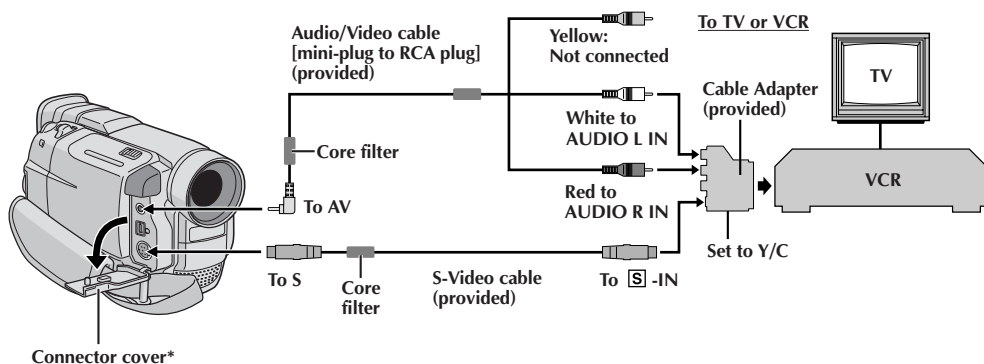 Audio/Video cable
[mini-plug to RCA plug]
(provided)
Yellow:
Not connected
To TV or VCR
TV
Cable Adapter
(provided)
White to
AUDIO L IN
Core filter
VCR
To AV
Red to
AUDIO R IN
Set to Y/C
To S
Core
filter
S-Video cable
(provided)
To S -IN
Connector cover*